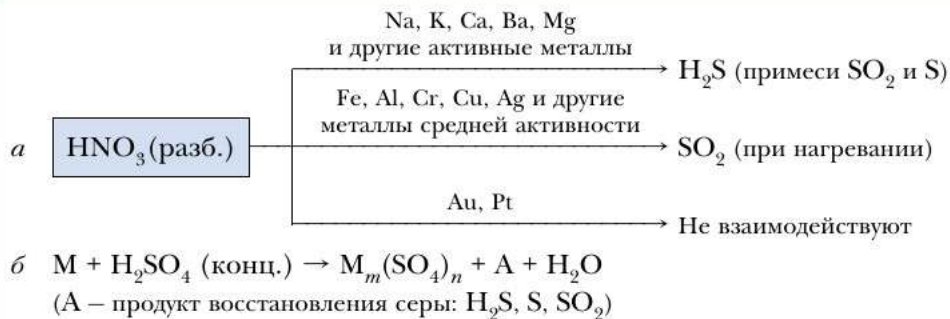 Na, K, Ca, Ba, Mg
и другие активные металлы
H₂S (примеси SO₂ и S)
Fe, Al, Cr, Cu, Ag и другие
металлы средней активности
а HNO₃(разб.)
SO₂ (при нагревании)
Au, Pt
Не взаимодействуют
б M + H₂SO₄ (конц.) → Mₘ(SO₄)ₙ + A + H₂O
(А – продукт восстановления серы: H₂S, S, SO₂)